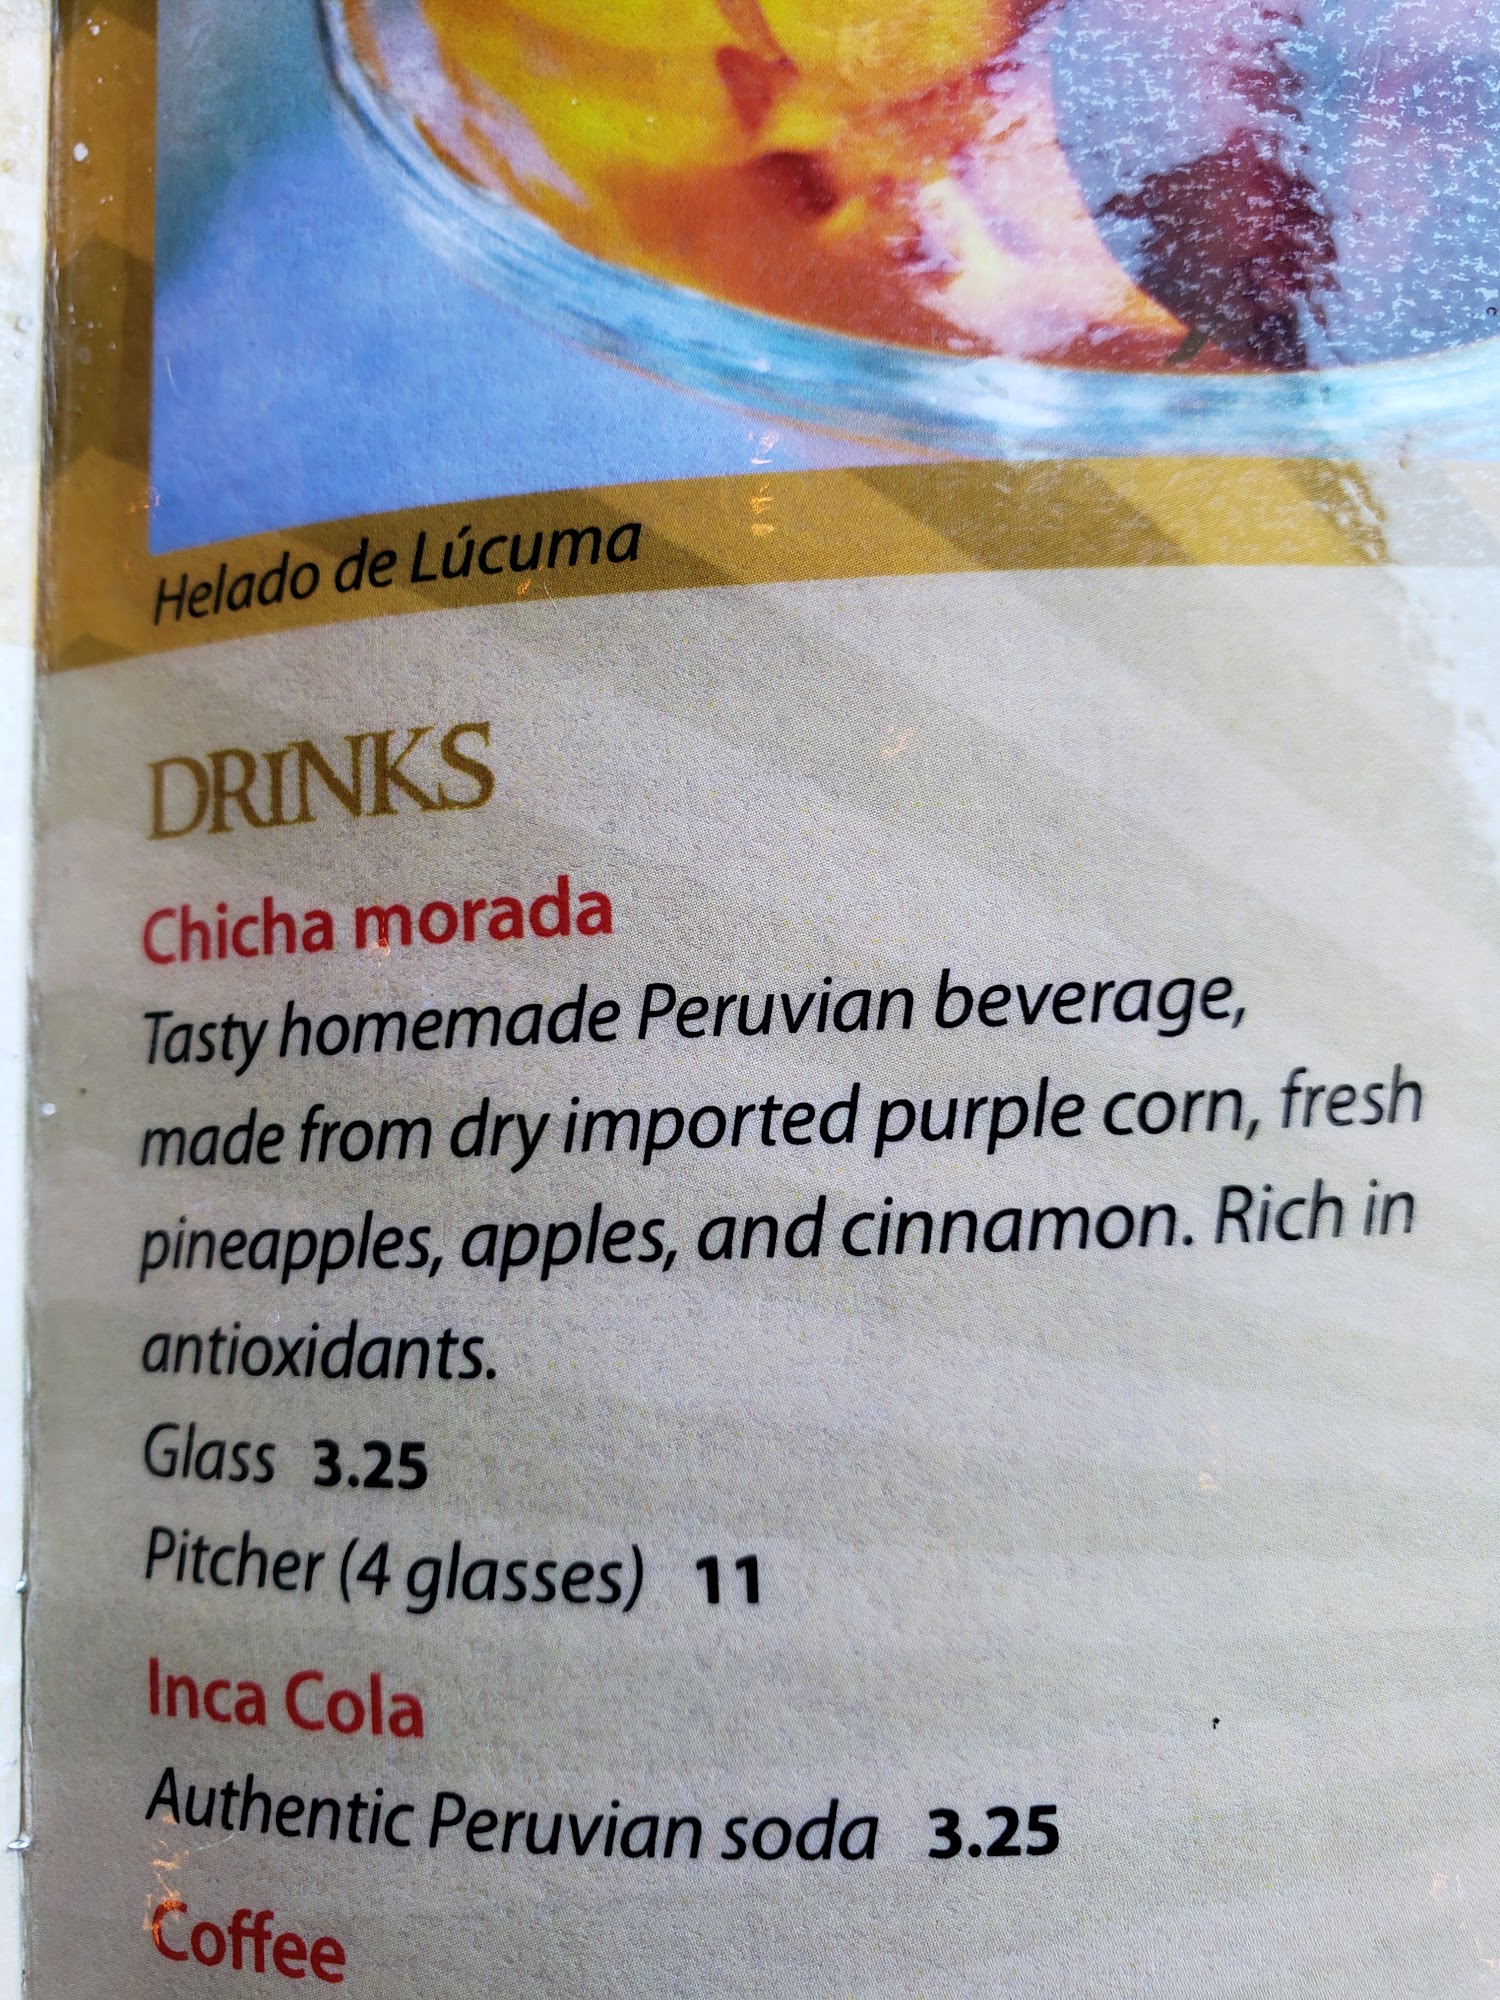 Helado de Lúcuma
DRINKS
Chicha morada
Tasty homemade Peruvian beverage,
made from dry imported purple corn, fresh
pineapples, apples, and cinnamon. Rich in
antioxidants.
Glass 3.25
Pitcher (4 glasses) 11
Inca Cola
Authentic Peruvian soda 3.25
Coffee